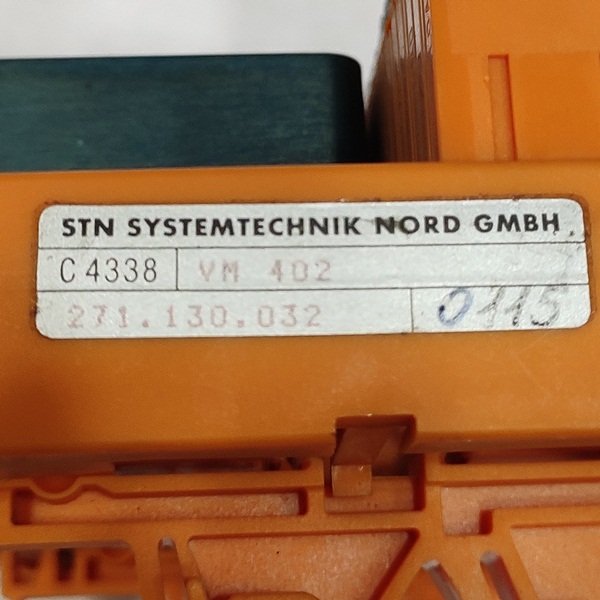 STN SYSTEMTECHNIK NORD GMBH
C 4338 VM 402
271.130.032 0115